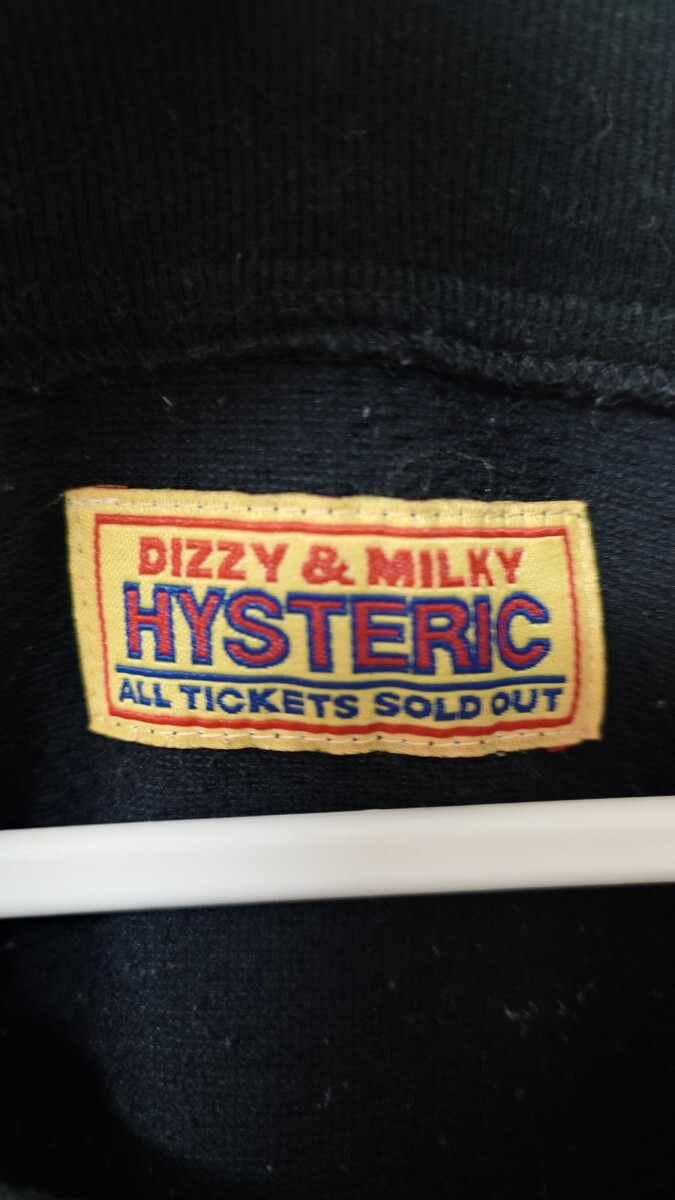 DIZZY & MILKY
HYSTERIC
ALL TICKETS SOLD OUT